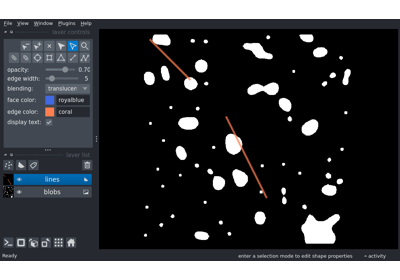 File View Window Plugins Help
layer controls
opacity: 0.70
edge width: 5
blending: translucen
face color: royalblue
edge color: coral
display text:
layer list
lines
blobs
Ready
enter a selection mode to edit shape properties
activity